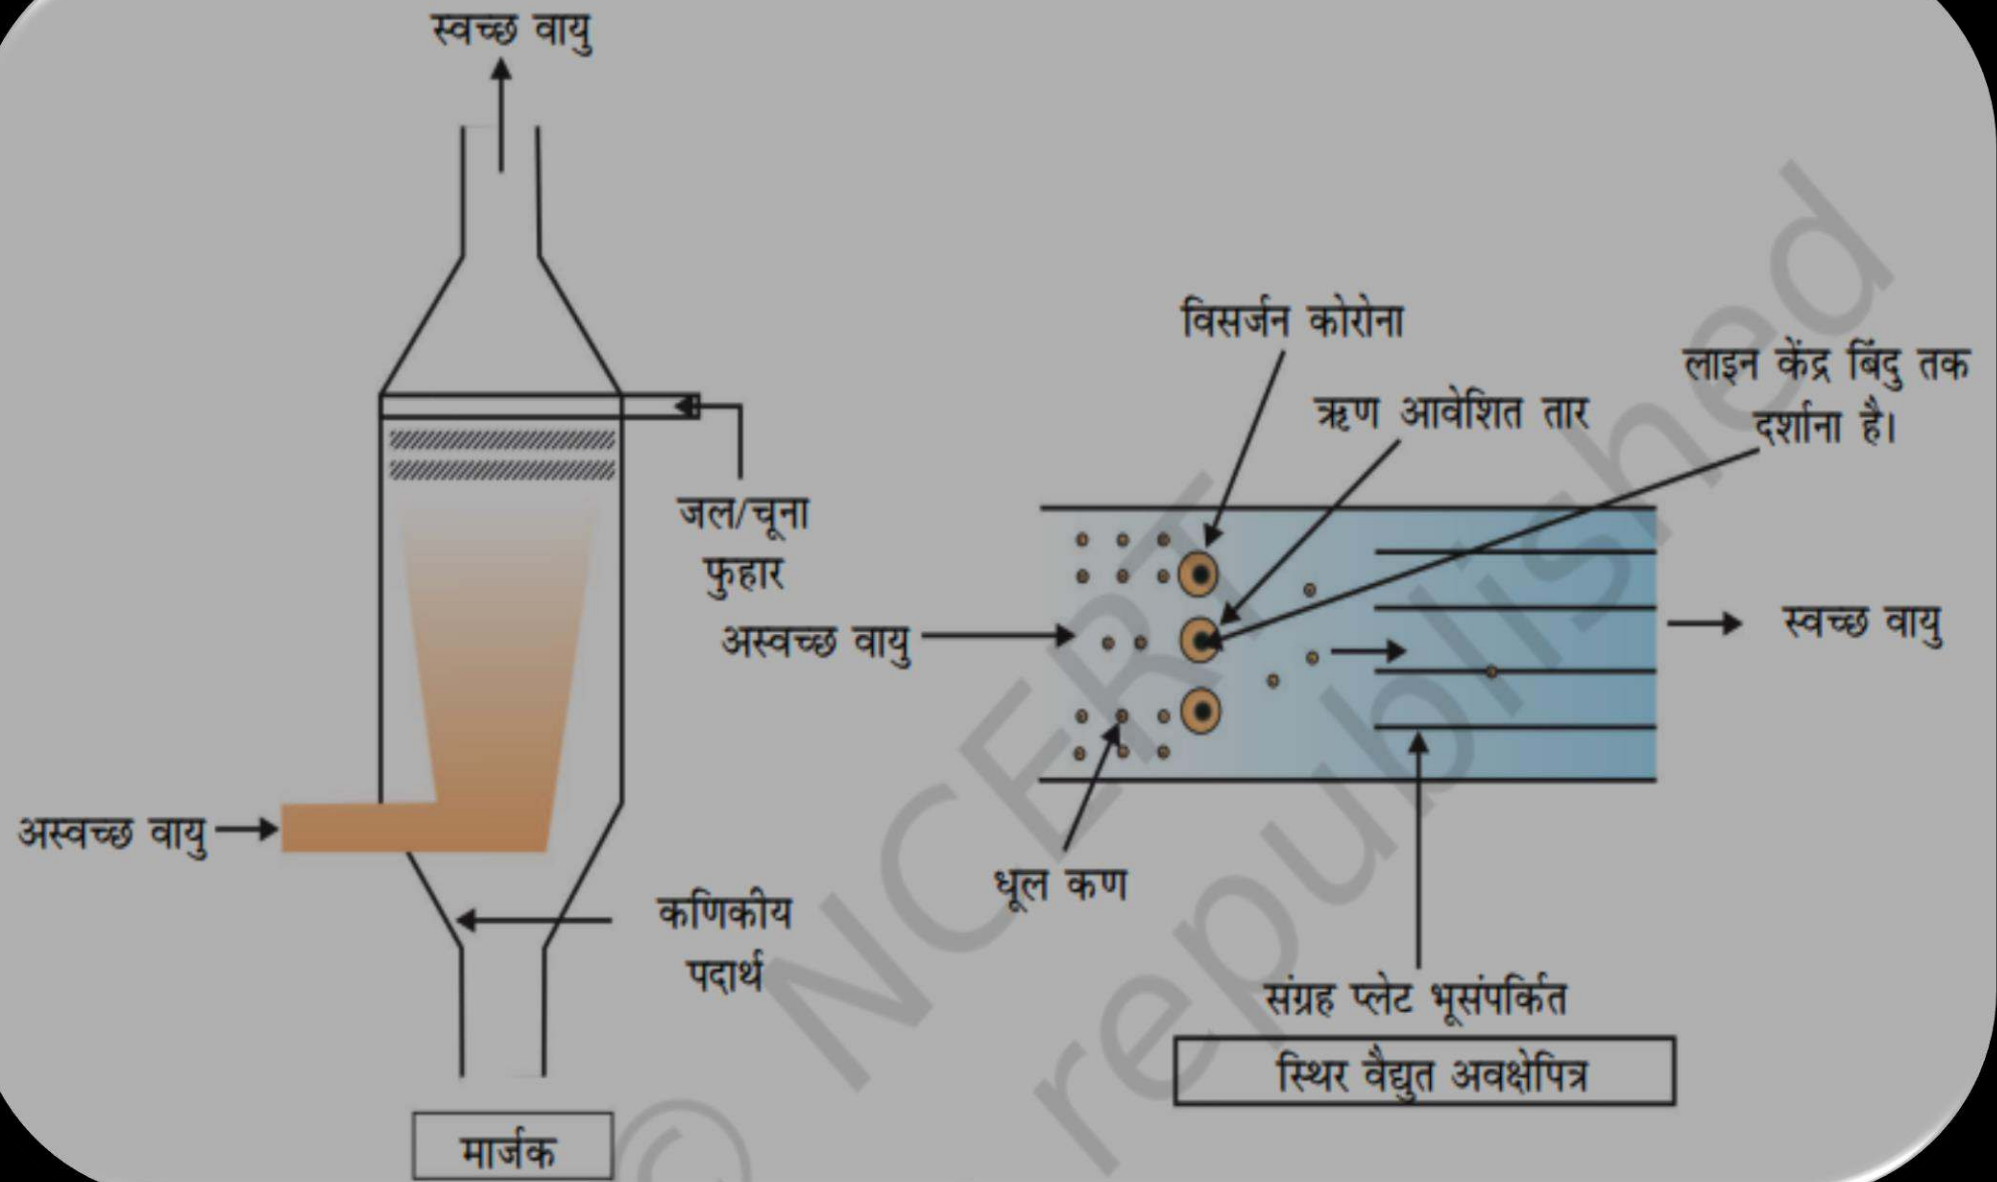 स्वच्छ वायु
जल/चूना
फुहार
अस्वच्छ वायु
कणिकीय
पदार्थ
मार्जक
विसर्जन कोरोना
ऋण आवेशित तार
लाइन केंद्र बिंदु तक
दर्शाना है।
अस्वच्छ वायु
स्वच्छ वायु
धूल कण
संग्रह प्लेट भूसंपर्कित
स्थिर वैद्युत अवक्षेपित्र
© NCERT
republished